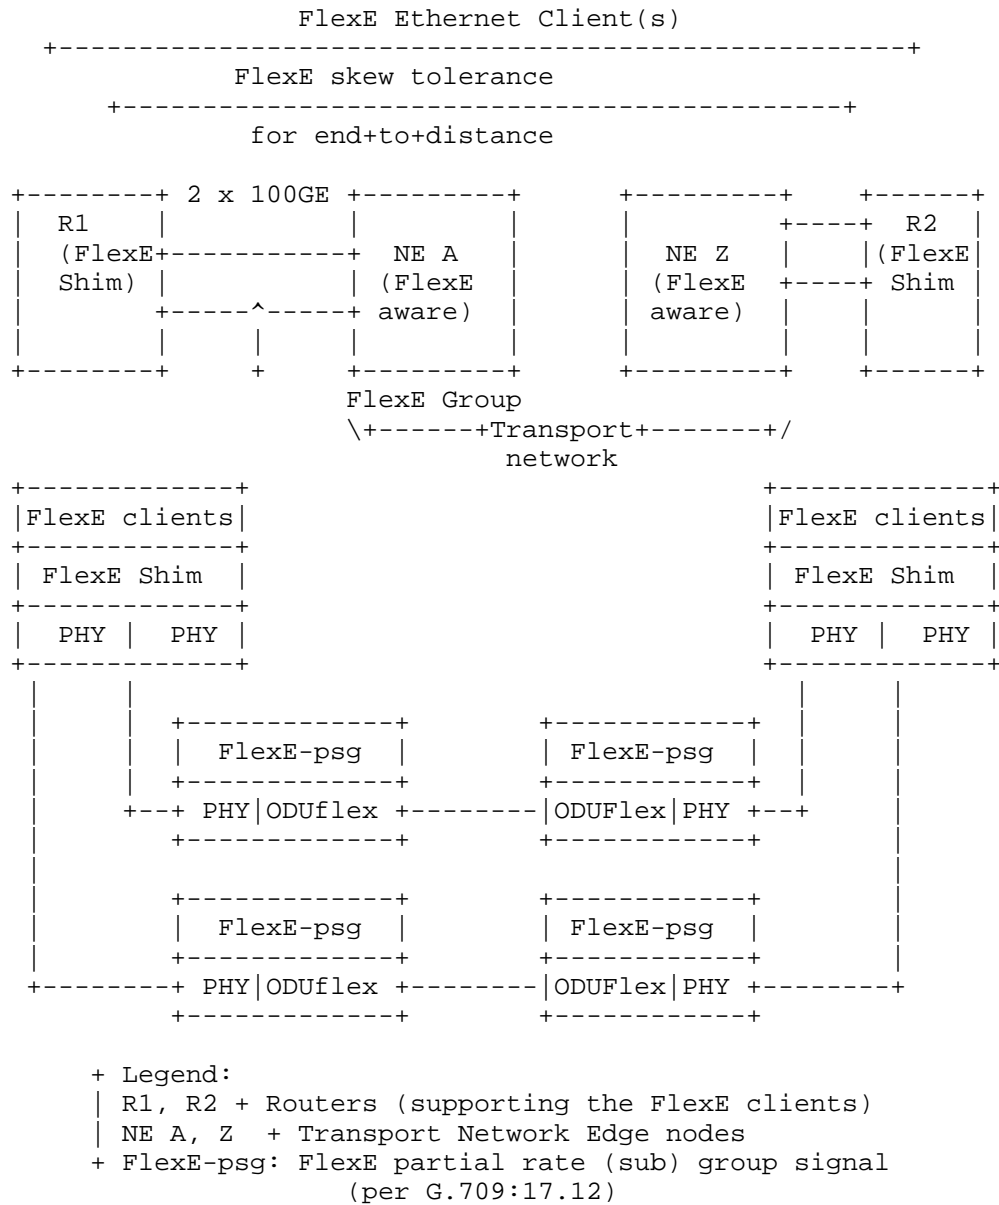 FlexE Ethernet Client(s)
+-----------------------------------------------------+
FlexE skew tolerance
+---------------------------------------------+
for end+to+distance
+--------+ 2 x 100GE +---------+      +---------+    +------+
|  R1    |           |         |      |         +----+  R2  |
|  (FlexE+-----------+  NE A   |      |  NE Z   |    |(FlexE|
|  Shim) |           | (FlexE  |      | (FlexE  +----+ Shim |
|        +-----^-----+ aware)  |      | aware)  |    |      |
|        |     |     |         |      |         |    |      |
+--------+     +     +---------+      +---------+    +------+
FlexE Group
\+------+Transport+-------+/
network
+-------------+                                +-------------+
|FlexE clients|                                |FlexE clients|
+-------------+                                +-------------+
| FlexE Shim  |                                | FlexE Shim  |
+-------------+                                +-------------+
|  PHY |  PHY |                                |  PHY |  PHY |
+-------------+                                +-------------+
|     |                                         |     |
|     |  +-------------+        +------------+  |     |
|     |  |  FlexE-psg  |        | FlexE-psg  |  |     |
|     |  +-------------+        +------------+  |     |
|     +--+ PHY|ODUflex +--------|ODUFlex|PHY +--+     |
|        +-------------+        +------------+        |
|                                                     |
|        +-------------+        +------------+        |
|        |  FlexE-psg  |        | FlexE-psg  |        |
|        +-------------+        +------------+        |
+--------+ PHY|ODUflex +--------|ODUFlex|PHY +--------+
+-------------+        +------------+
+ Legend:
| R1, R2 + Routers (supporting the FlexE clients)
| NE A, Z  + Transport Network Edge nodes
+ FlexE-psg: FlexE partial rate (sub) group signal
(per G.709:17.12)